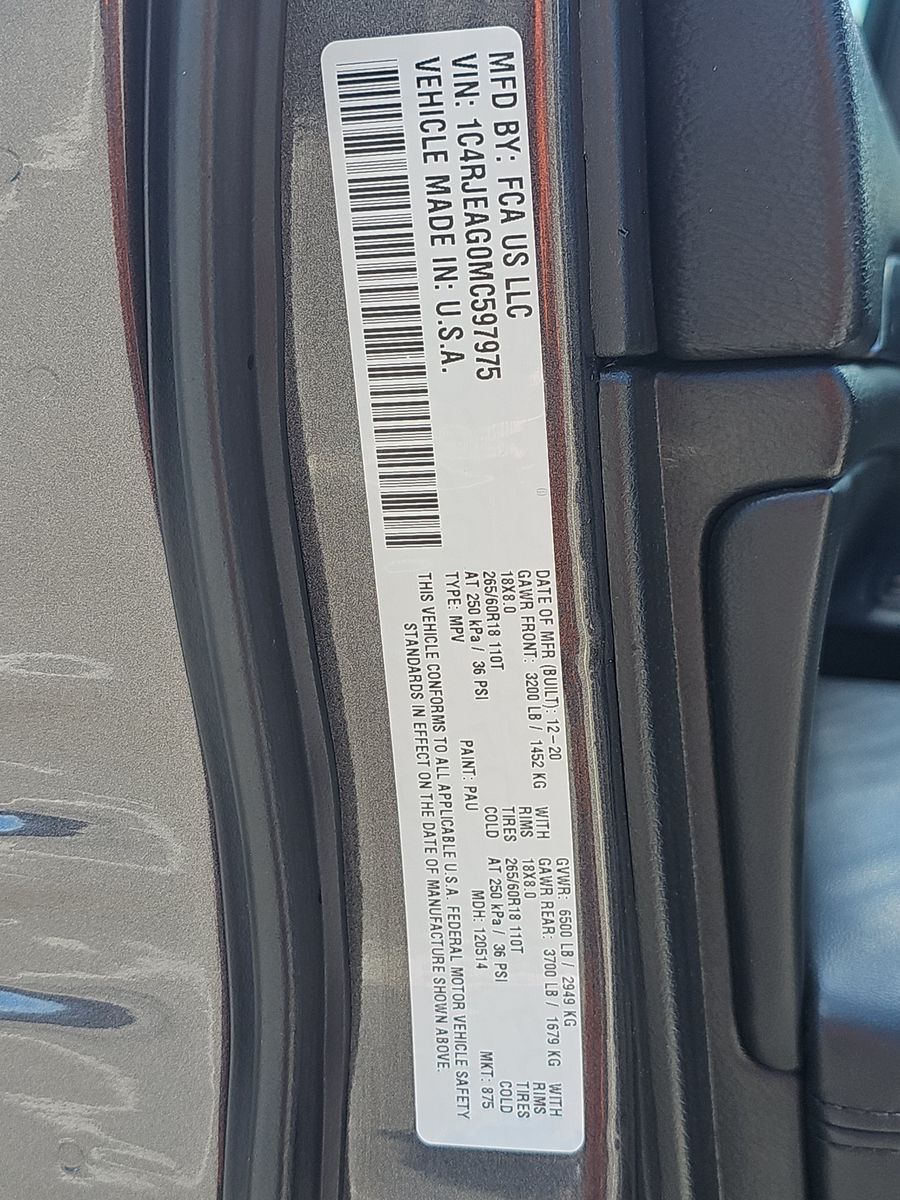 MFD BY: FCA US LLC
VIN: 1C4RJEAG0MC597975
VEHICLE MADE IN: U.S.A.
DATE OF MFR (BUILT): 12-20 GVWR: 6500 LB / 2949 KG
GAWR FRONT: 3200 LB / 1452 KG WITH GAWR REAR: 3700 LB / 1679 KG WITH
18X8.0 RIMS 18X8.0 RIMS
265/60R18 110T TIRES 265/60R18 110T TIRES
AT 250 kPa / 36 PSI COLD AT 250 kPa / 36 PSI COLD
TYPE: MPV PAINT: PAU MDH: 120514 MKT: 875
THIS VEHICLE CONFORMS TO ALL APPLICABLE U.S.A. FEDERAL MOTOR VEHICLE SAFETY
STANDARDS IN EFFECT ON THE DATE OF MANUFACTURE SHOWN ABOVE.